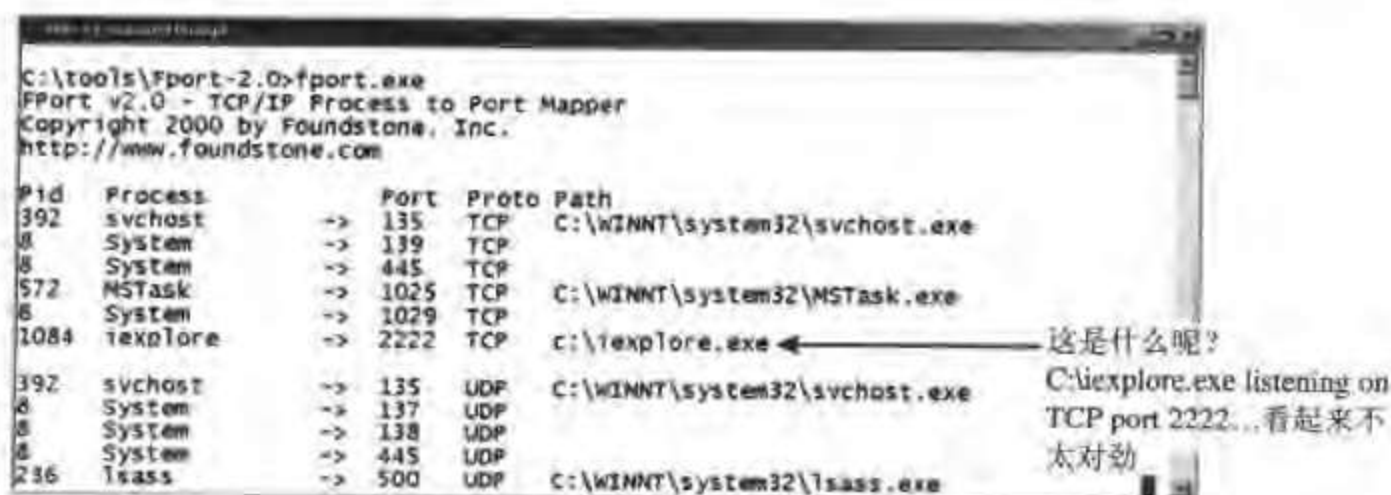 C:\tools\Fport-2.0>fport.exe
FPort v2.0 - TCP/IP Process to Port Mapper
Copyright 2000 by Foundstone, Inc.
http://www.foundstone.com
Pid Process Port Proto Path
392 svchost -> 135 TCP C:\WINNT\system32\svchost.exe
8 System -> 139 TCP
8 System -> 445 TCP
572 MSTask -> 1025 TCP C:\WINNT\system32\MSTask.exe
8 System -> 1029 TCP
1084 iexplore -> 2222 TCP c:\iexplore.exe
392 svchost -> 135 UDP C:\WINNT\system32\svchost.exe
8 System -> 137 UDP
8 System -> 138 UDP
8 System -> 445 UDP
236 lsass -> 500 UDP C:\WINNT\system32\lsass.exe
这是什么呢?
C:\iexplore.exe listening on
TCP port 2222...看起来不
太对劲